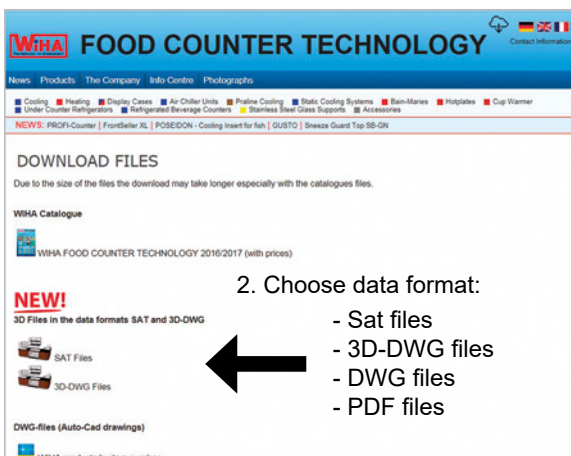 WIHA FOOD COUNTER TECHNOLOGY
Contact Information
News Products The Company Info Centre Photographs
Cooling Heating Display Cases Air Chiller Units Praline Cooling Static Cooling Systems Bain-Maries Hotplates Cup Warmer
Under Counter Refrigerators Refrigerated Beverage Counters Stainless Steel Glass Supports Accessories
NEWS: PROFI-Counter | FrontSeller XL | POSEIDON - Cooling Insert for fish | GUSTO | Sneeze Guard Top SB-GN
DOWNLOAD FILES
Due to the size of the files the download may take longer especially with the catalogues files.
WIHA Catalogue
WIHA FOOD COUNTER TECHNOLOGY 2016/2017 (with prices)
2. Choose data format:
NEW!
3D Files in the data formats SAT and 3D-DWG
- Sat files
SAT Files
- 3D-DWG files
3D-DWG Files
- DWG files
- PDF files
DWG-files (Auto-Cad drawings)